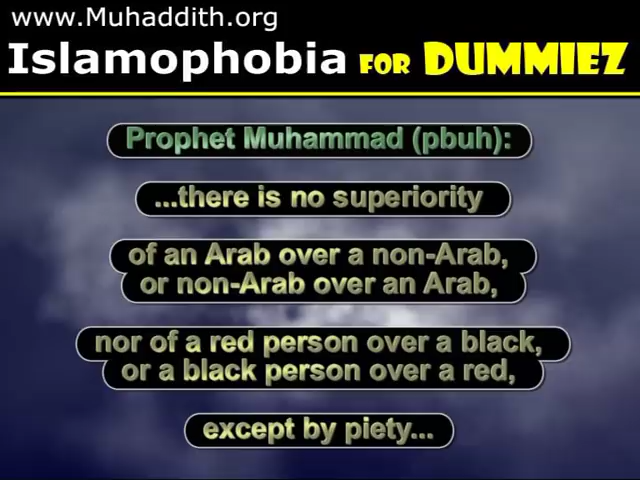 www.Muhaddith.org
Islamophobia FOR DUMMIEZ
Prophet Muhammad (pbuh):
...there is no superiority
of an Arab over a non-Arab,
or non-Arab over an Arab,
nor of a red person over a black,
or a black person over a red,
except by piety...